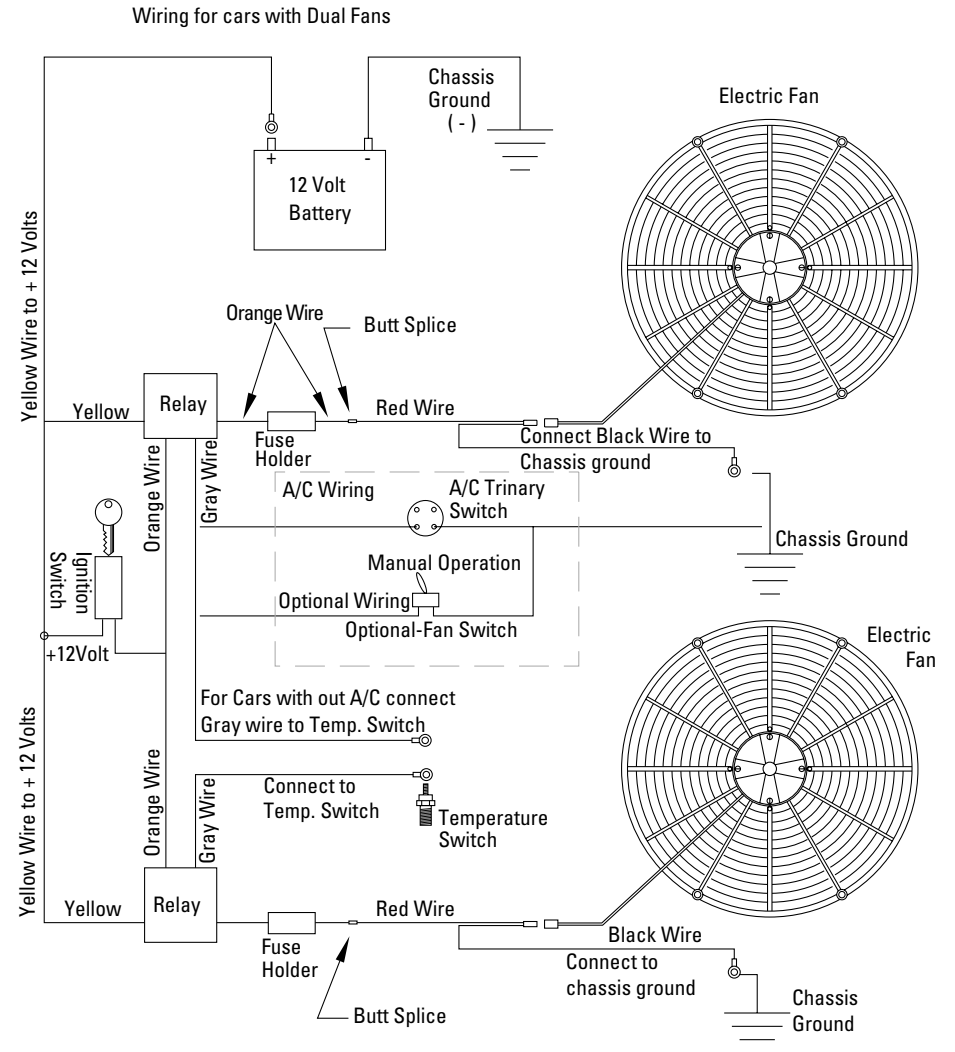 Wiring for cars with Dual Fans
Chassis
Ground
( - )
Electric Fan
+
-
12 Volt
Battery
Yellow Wire to + 12 Volts
Orange Wire
Butt Splice
Yellow
Relay
Red Wire
Fuse
Holder
Connect Black Wire to
Chassis ground
Orange Wire
Gray Wire
A/C Wiring
A/C Trinary
Switch
Chassis Ground
Ignition
Switch
Manual Operation
Optional Wiring
Optional-Fan Switch
+12Volt
Electric
Fan
For Cars with out A/C connect
Gray wire to Temp. Switch
Yellow Wire to + 12 Volts
Orange Wire
Gray Wire
Connect to
Temp. Switch
Temperature
Switch
Yellow
Relay
Red Wire
Fuse
Holder
Black Wire
Connect to
chassis ground
Butt Splice
Chassis
Ground